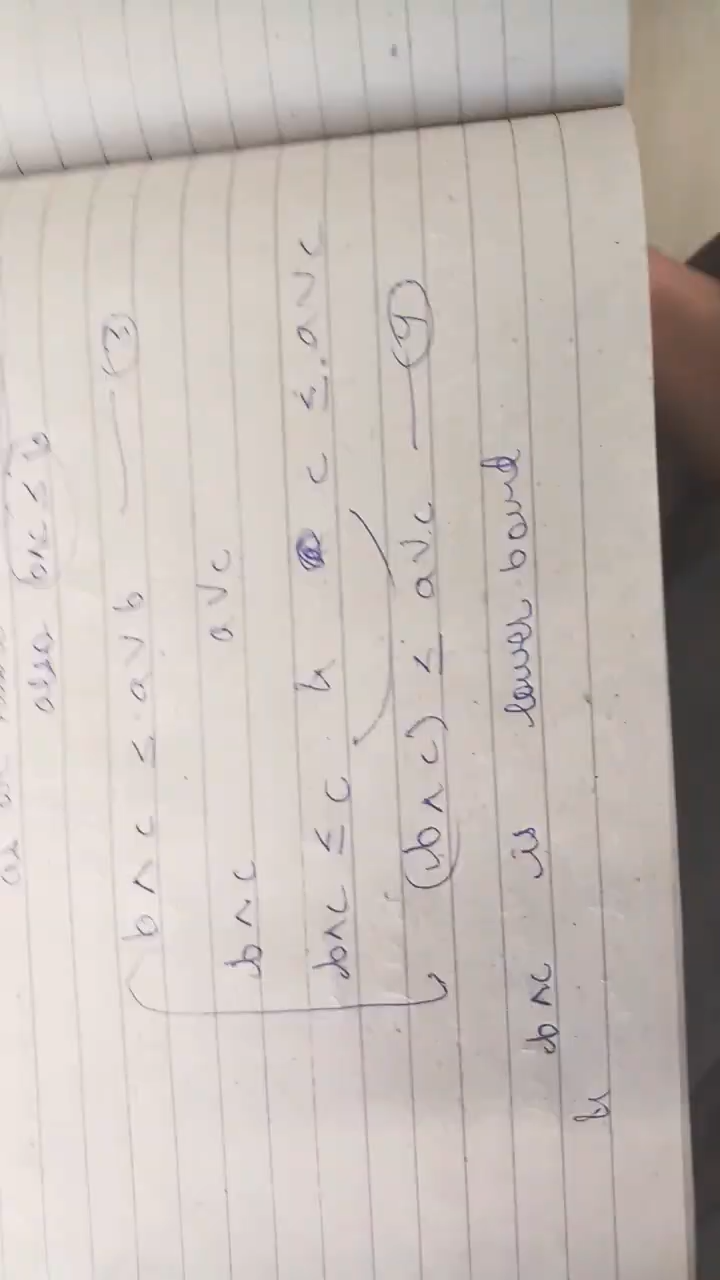 also b∧c ≤ b
b∧c ≤ a∨b —(3)
b∧c a∨c
b∧c ≤ c & c ≤ a∨c
(b∧c) ≤ a∨c —(4)
b∧c is lower bound